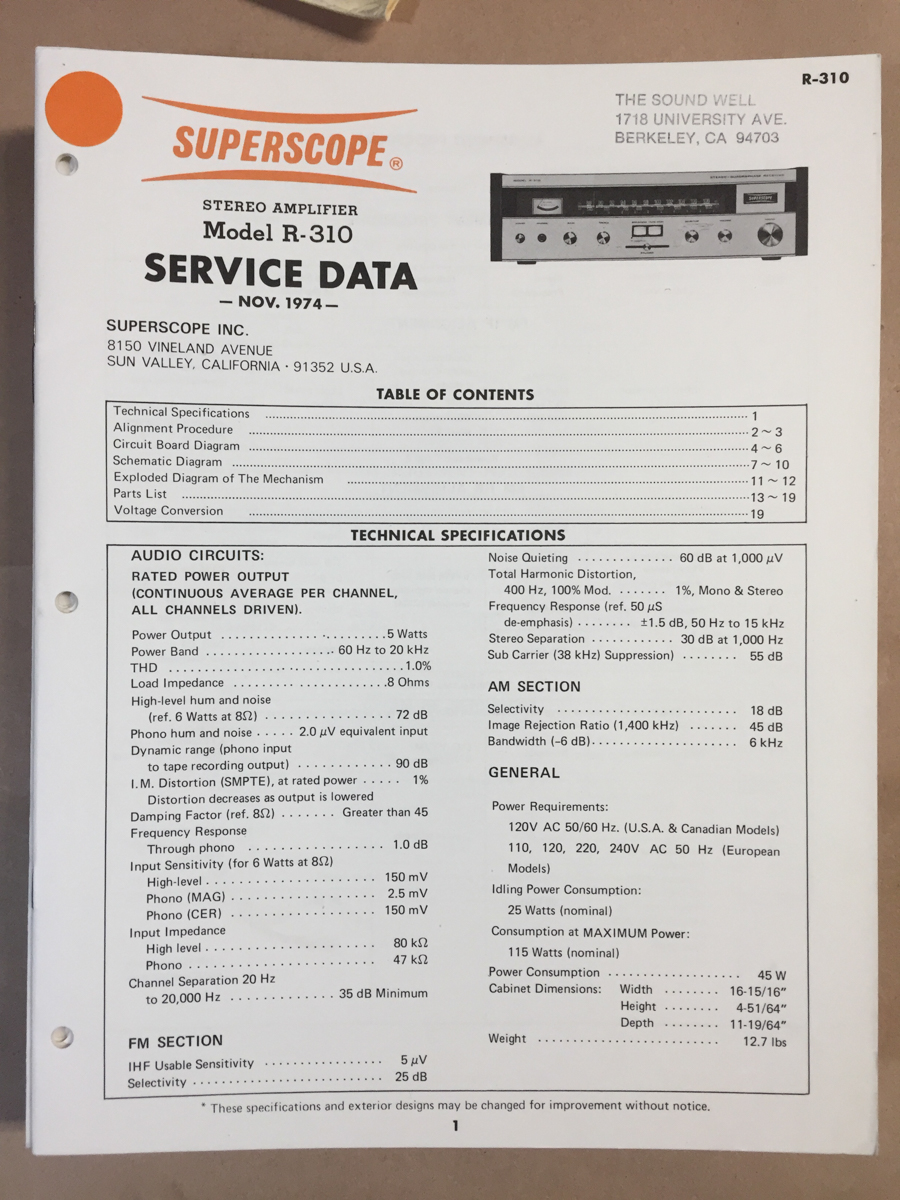 R-310
THE SOUND WELL
1718 UNIVERSITY AVE.
BERKELEY, CA 94703
SUPERSCOPE®
STEREO AMPLIFIER
Model R-310
SERVICE DATA
— NOV. 1974 —
SUPERSCOPE INC.
8150 VINELAND AVENUE
SUN VALLEY, CALIFORNIA · 91352 U.S.A.
SUPERSCOPE
TABLE OF CONTENTS
Technical Specifications 1
Alignment Procedure 2 ~ 3
Circuit Board Diagram 4 ~ 6
Schematic Diagram 7 ~ 10
Exploded Diagram of The Mechanism 11 ~ 12
Parts List 13 ~ 19
Voltage Conversion 19
TECHNICAL SPECIFICATIONS
AUDIO CIRCUITS:
RATED POWER OUTPUT
(CONTINUOUS AVERAGE PER CHANNEL,
ALL CHANNELS DRIVEN).
Power Output 5 Watts
Power Band 60 Hz to 20 kHz
THD 1.0%
Load Impedance 8 Ohms
High-level hum and noise
(ref. 6 Watts at 8Ω) 72 dB
Phono hum and noise 2.0 μV equivalent input
Dynamic range (phono input
to tape recording output) 90 dB
I.M. Distortion (SMPTE), at rated power 1%
Distortion decreases as output is lowered
Damping Factor (ref. 8Ω) Greater than 45
Frequency Response
Through phono 1.0 dB
Input Sensitivity (for 6 Watts at 8Ω)
High-level 150 mV
Phono (MAG) 2.5 mV
Phono (CER) 150 mV
Input Impedance
High level 80 kΩ
Phono 47 kΩ
Channel Separation 20 Hz
to 20,000 Hz 35 dB Minimum
FM SECTION
IHF Usable Sensitivity 5 μV
Selectivity 25 dB
Noise Quieting 60 dB at 1,000 μV
Total Harmonic Distortion,
400 Hz, 100% Mod. 1%, Mono & Stereo
Frequency Response (ref. 50 μS
de-emphasis) ±1.5 dB, 50 Hz to 15 kHz
Stereo Separation 30 dB at 1,000 Hz
Sub Carrier (38 kHz) Suppression) 55 dB
AM SECTION
Selectivity 18 dB
Image Rejection Ratio (1,400 kHz) 45 dB
Bandwidth (–6 dB) 6 kHz
GENERAL
Power Requirements:
120V AC 50/60 Hz. (U.S.A. & Canadian Models)
110, 120, 220, 240V AC 50 Hz (European
Models)
Idling Power Consumption:
25 Watts (nominal)
Consumption at MAXIMUM Power:
115 Watts (nominal)
Power Consumption 45 W
Cabinet Dimensions: Width 16-15/16"
Height 4-51/64"
Depth 11-19/64"
Weight 12.7 lbs
* These specifications and exterior designs may be changed for improvement without notice.
1